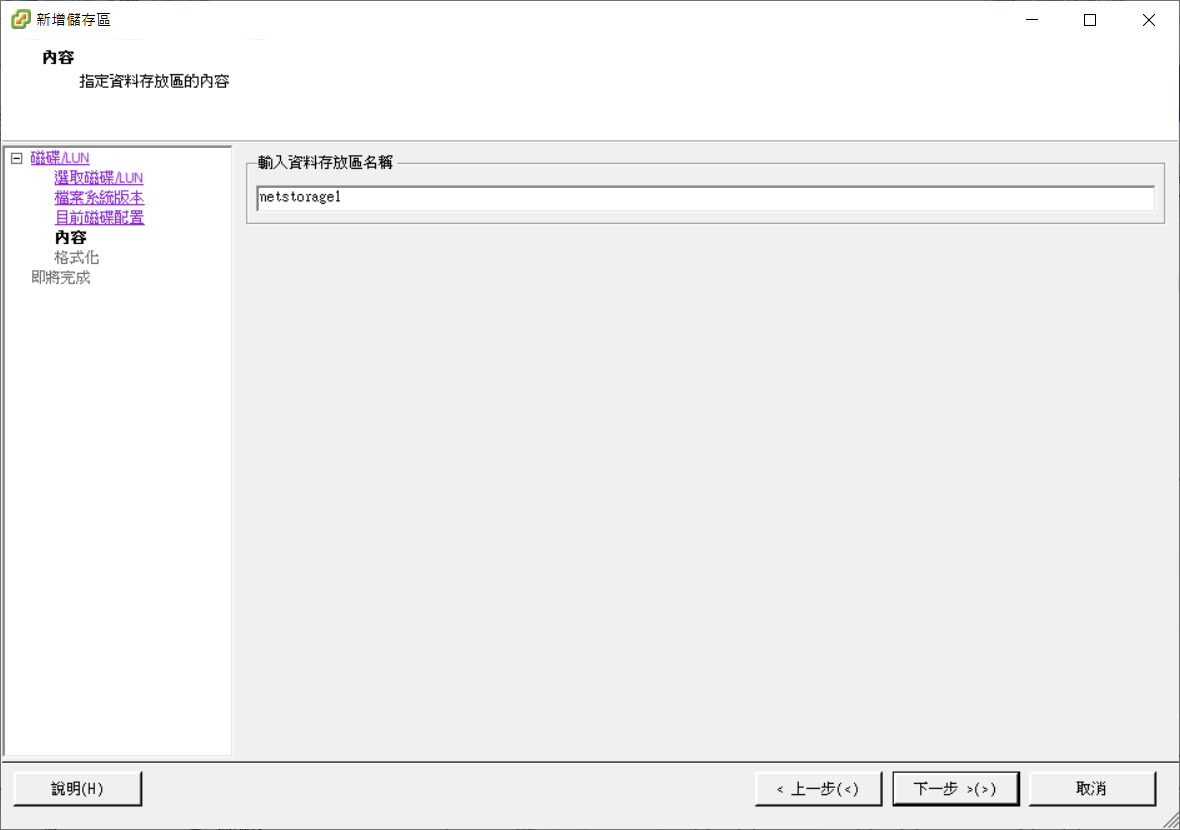 新增儲存區
內容
指定資料存放區的內容
磁碟/LUN
選取磁碟/LUN
檔案系統版本
目前磁碟配置
內容
格式化
即將完成
輸入資料存放區名稱
netstorage1
說明(H)
< 上一步(<)
下一步 >(>)
取消